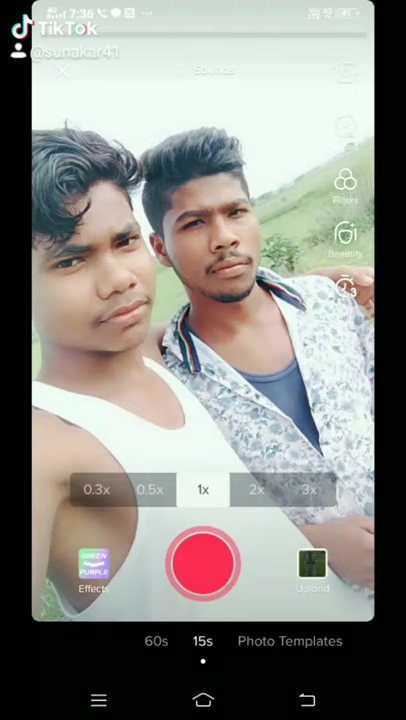 7:36
TikTok
@sunakar41
Sounds
Filters
Beauty
3
0.3x 0.5x 1x 2x 3x
GREEN
PURPLE
Effects
Upload
60s 15s Photo Templates